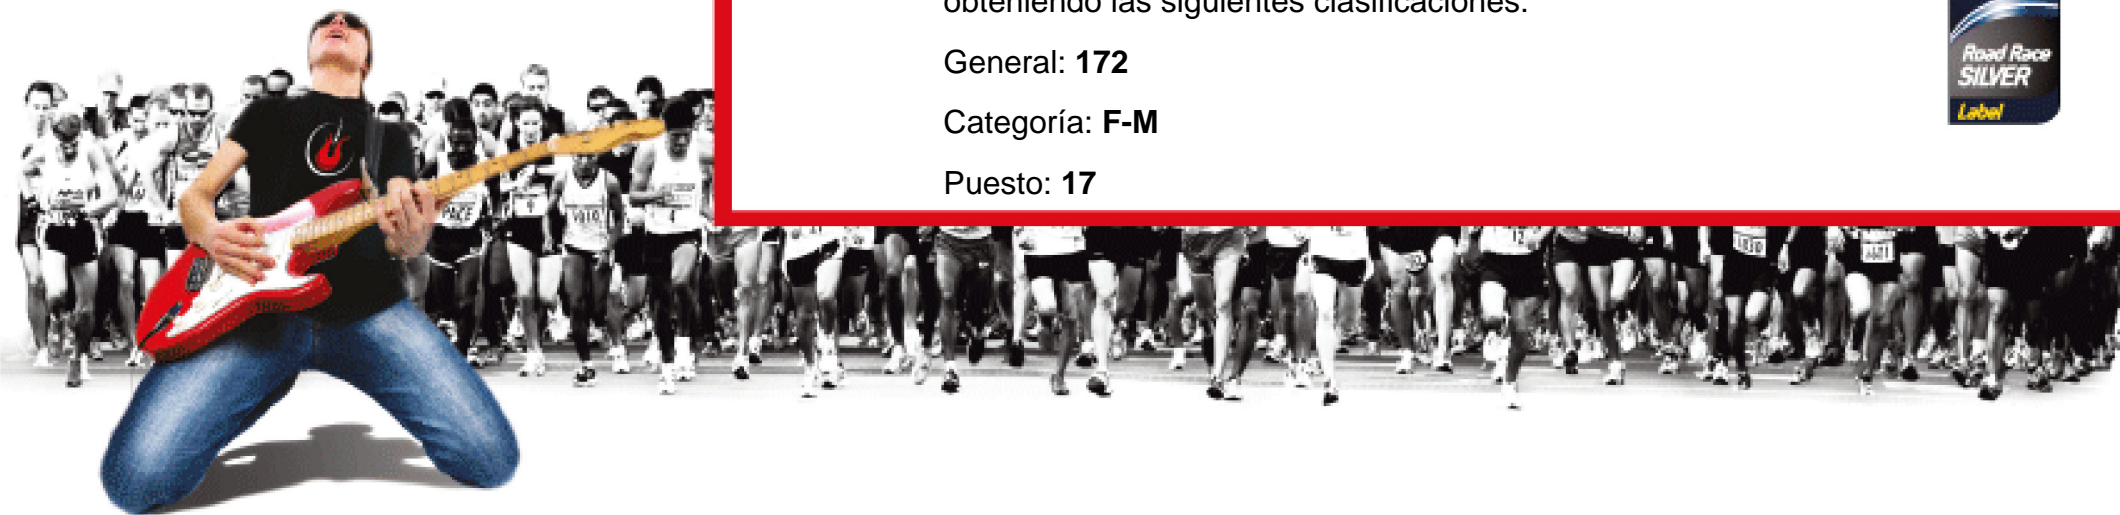 obteniendo las siguientes clasificaciones:
General: 172
Categoría: F-M
Puesto: 17
Road Race
SILVER
Label